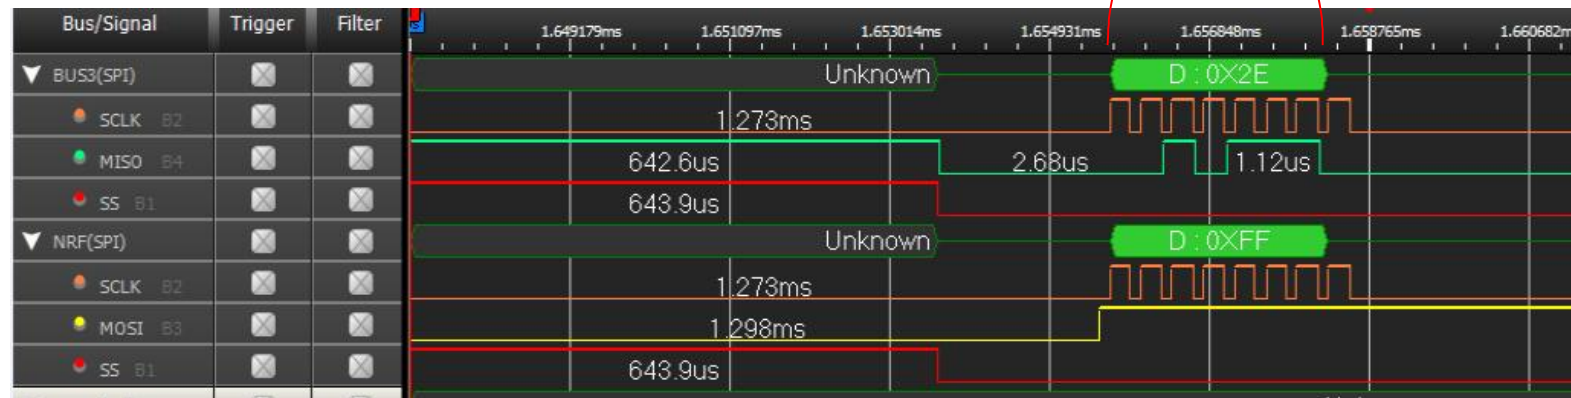 Bus/Signal Trigger Filter 1.649179ms 1.651097ms 1.653014ms 1.654931ms 1.656848ms 1.658765ms 1.660682m
BUS3(SPI) Unknown D:0X2E
SCLK B2 1.273ms
MISO B4 642.6us 2.68us 1.12us
SS B1 643.9us
NRF(SPI) Unknown D:0XFF
SCLK B2 1.273ms
MOSI B3 1.298ms
SS B1 643.9us